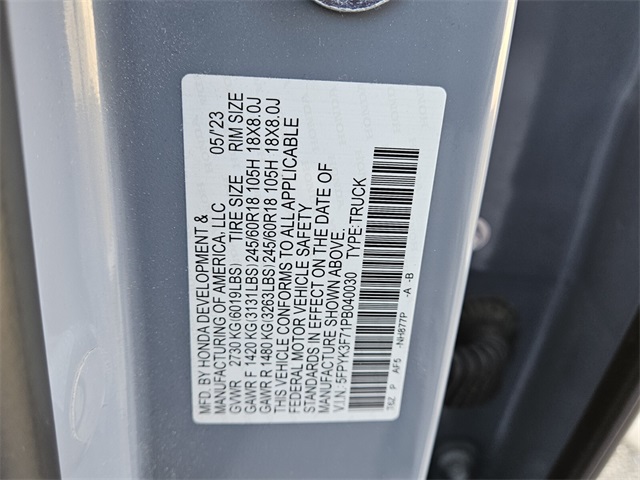 MFD. BY HONDA DEVELOPMENT &
MANUFACTURING OF AMERICA, LLC 05/'23
GVWR 2730 KG(6019LBS) TIRE SIZE RIM SIZE
GAWR F 1420 KG(3131LBS) 245/60R18 105H 18X8.0J
GAWR R 1480 KG(3263LBS) 245/60R18 105H 18X8.0J
THIS VEHICLE CONFORMS TO ALL APPLICABLE
FEDERAL MOTOR VEHICLE SAFETY
STANDARDS IN EFFECT ON THE DATE OF
MANUFACTURE SHOWN ABOVE.
V.I.N.: 5FPYK3F71PB040030 TYPE:TRUCK
P AF5 -NH877P -A -B